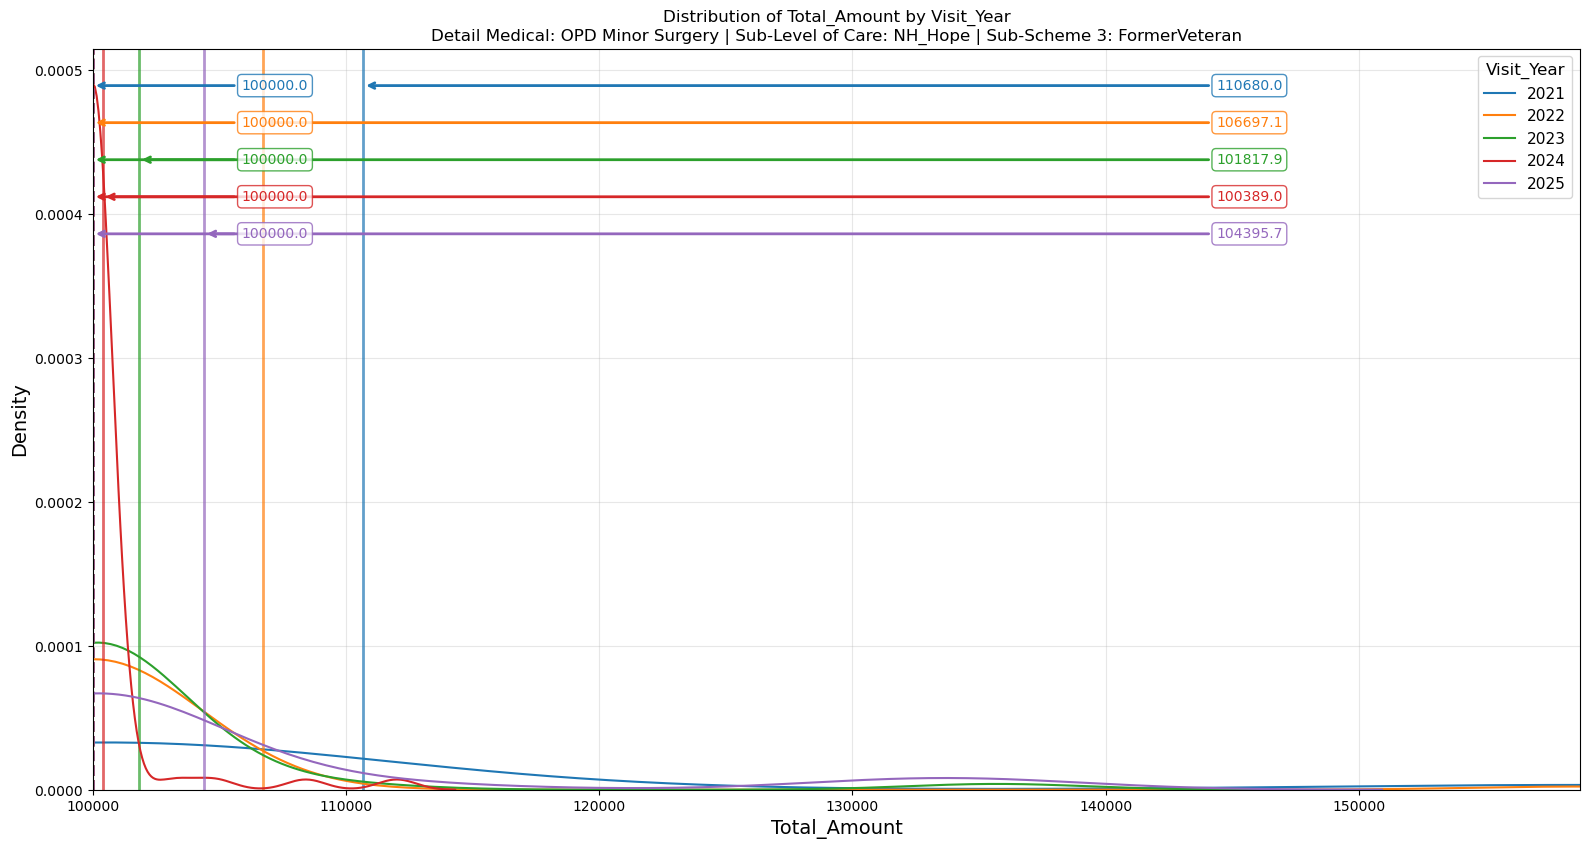 Distribution of Total_Amount by Visit_Year
Detail Medical: OPD Minor Surgery | Sub-Level of Care: NH_Hope | Sub-Scheme 3: FormerVeteran
Visit_Year
2021
2022
2023
2024
2025
100000.0 110680.0
100000.0 106697.1
100000.0 101817.9
100000.0 100389.0
100000.0 104395.7
Density
0.0005
0.0004
0.0003
0.0002
0.0001
0.0000
100000 110000 120000 130000 140000 150000
Total_Amount